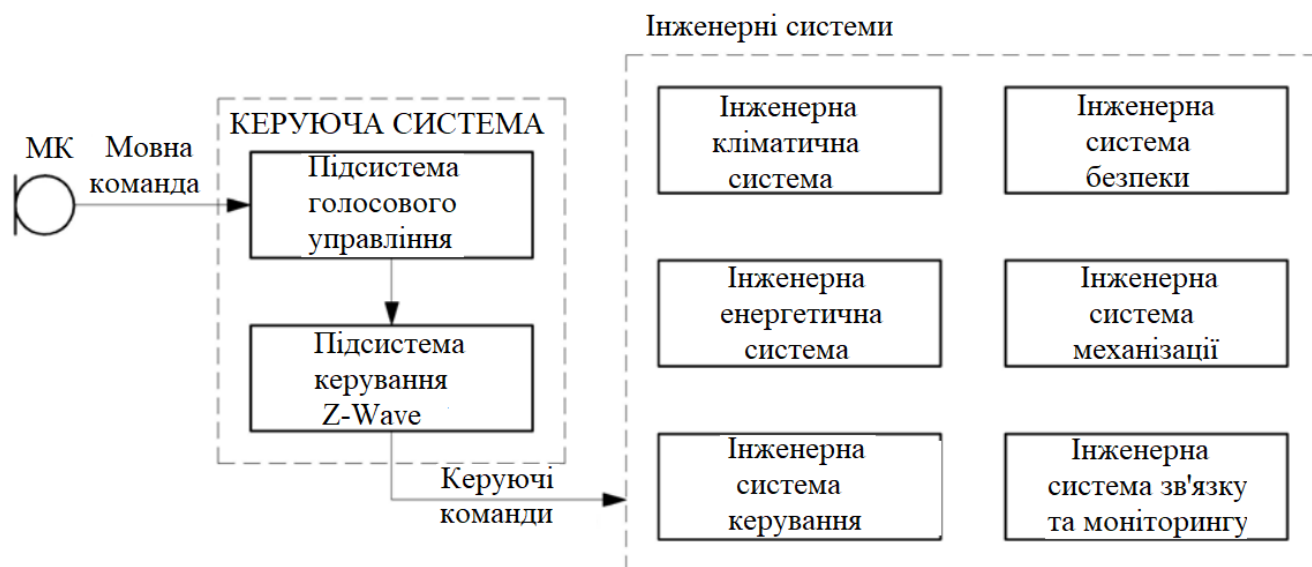 Інженерні системи
КЕРУЮЧА СИСТЕМА
МК
Мовна
команда
Підсистема
голосового
управління
Підсистема
керування
Z-Wave
Керуючі
команди
Інженерна
кліматична
система
Інженерна
система
безпеки
Інженерна
енергетична
система
Інженерна
система
механізації
Інженерна
система
керування
Інженерна
система зв'язку
та моніторингу